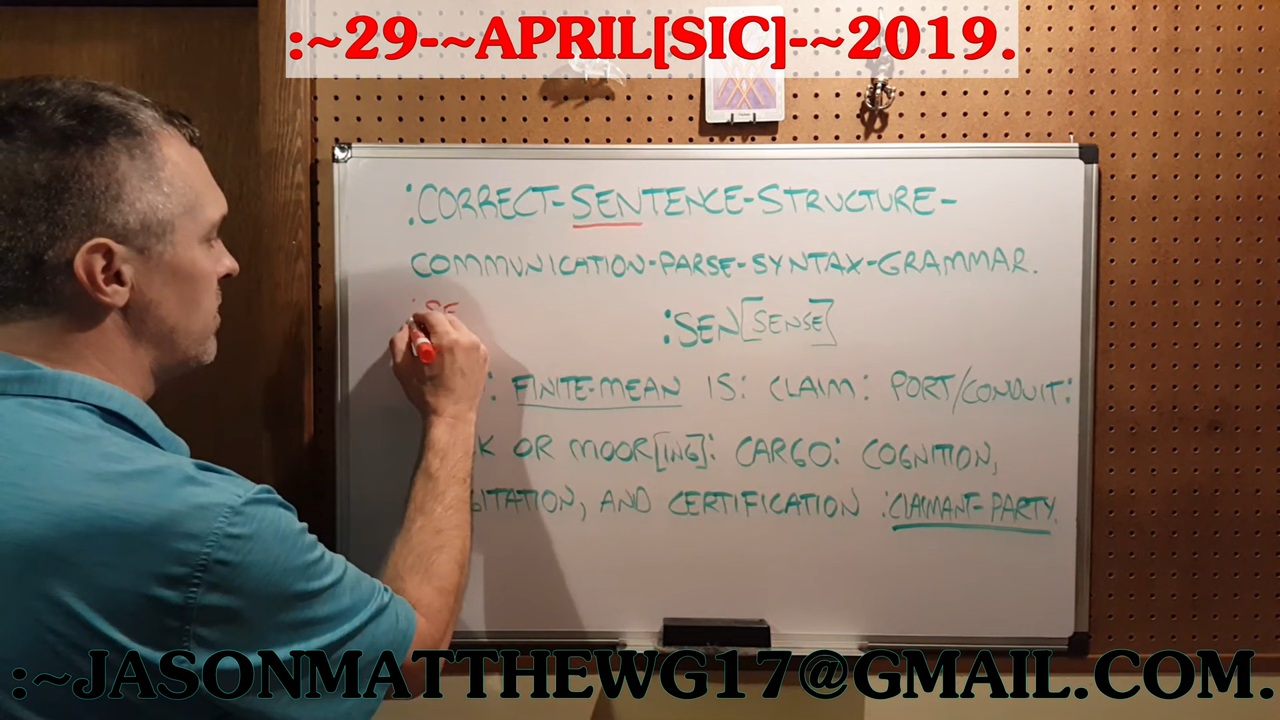 :~29-~APRIL[SIC]-~2019.
:CORRECT-SENTENCE-STRUCTURE-
COMMUNICATION-PARSE-SYNTAX-GRAMMAR.
:SE
:SEN[SENSE]
: FINITE-MEAN IS: CLAIM: PORT/CONDUIT:
K OR MOOR[ING]: CARGO: COGNITION,
GITATION, AND CERTIFICATION :CLAIMANT-PARTY.
:~JASONMATTHEWG17@GMAIL.COM.